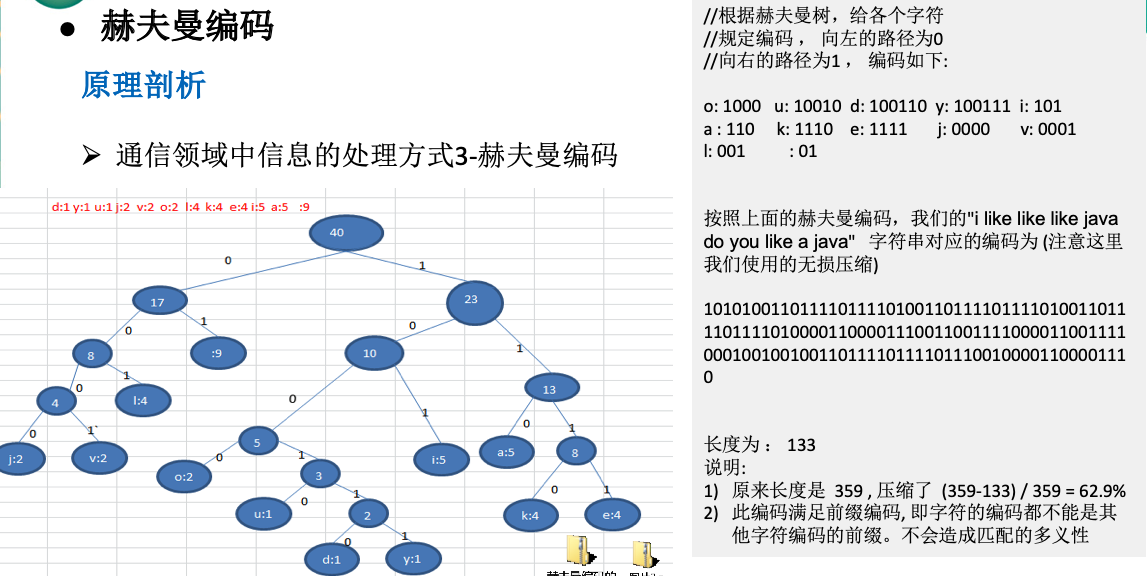 赫夫曼编码
原理剖析
➢ 通信领域中信息的处理方式3-赫夫曼编码
d:1 y:1 u:1 j:2 v:2 o:2 l:4 k:4 e:4 i:5 a:5 :9
40
0
1
17
23
0
1
0
1
8
:9
10
13
0
1
0
1
0
1
4
l:4
5
i:5
a:5
8
0
1`
0
1
0
1
j:2
v:2
o:2
3
k:4
e:4
0
1
u:1
2
0
1
d:1
y:1
//根据赫夫曼树，给各个字符
//规定编码 ， 向左的路径为0
//向右的路径为1 ， 编码如下:
o: 1000 u: 10010 d: 100110 y: 100111 i: 101
a : 110 k: 1110 e: 1111 j: 0000 v: 0001
l: 001 : 01
按照上面的赫夫曼编码，我们的"i like like like java
do you like a java" 字符串对应的编码为 (注意这里
我们使用的无损压缩)
10101001101111011110100110111101111010011011
11011110100001100001110011001111000011001111
00010010010011011110111101110010000110000111
0
长度为 ： 133
说明:
1) 原来长度是 359 , 压缩了 (359-133) / 359 = 62.9%
2) 此编码满足前缀编码, 即字符的编码都不能是其
他字符编码的前缀。不会造成匹配的多义性